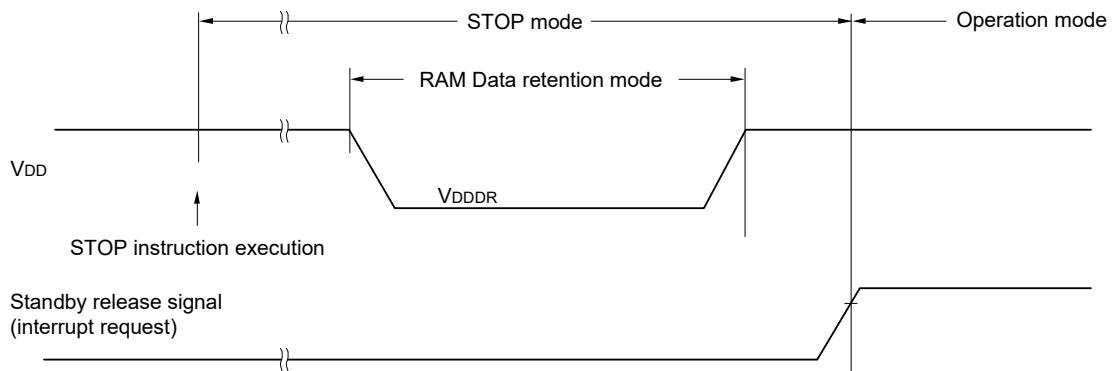 STOP mode
Operation mode
RAM Data retention mode
VDD
VDDDR
STOP instruction execution
Standby release signal
(interrupt request)